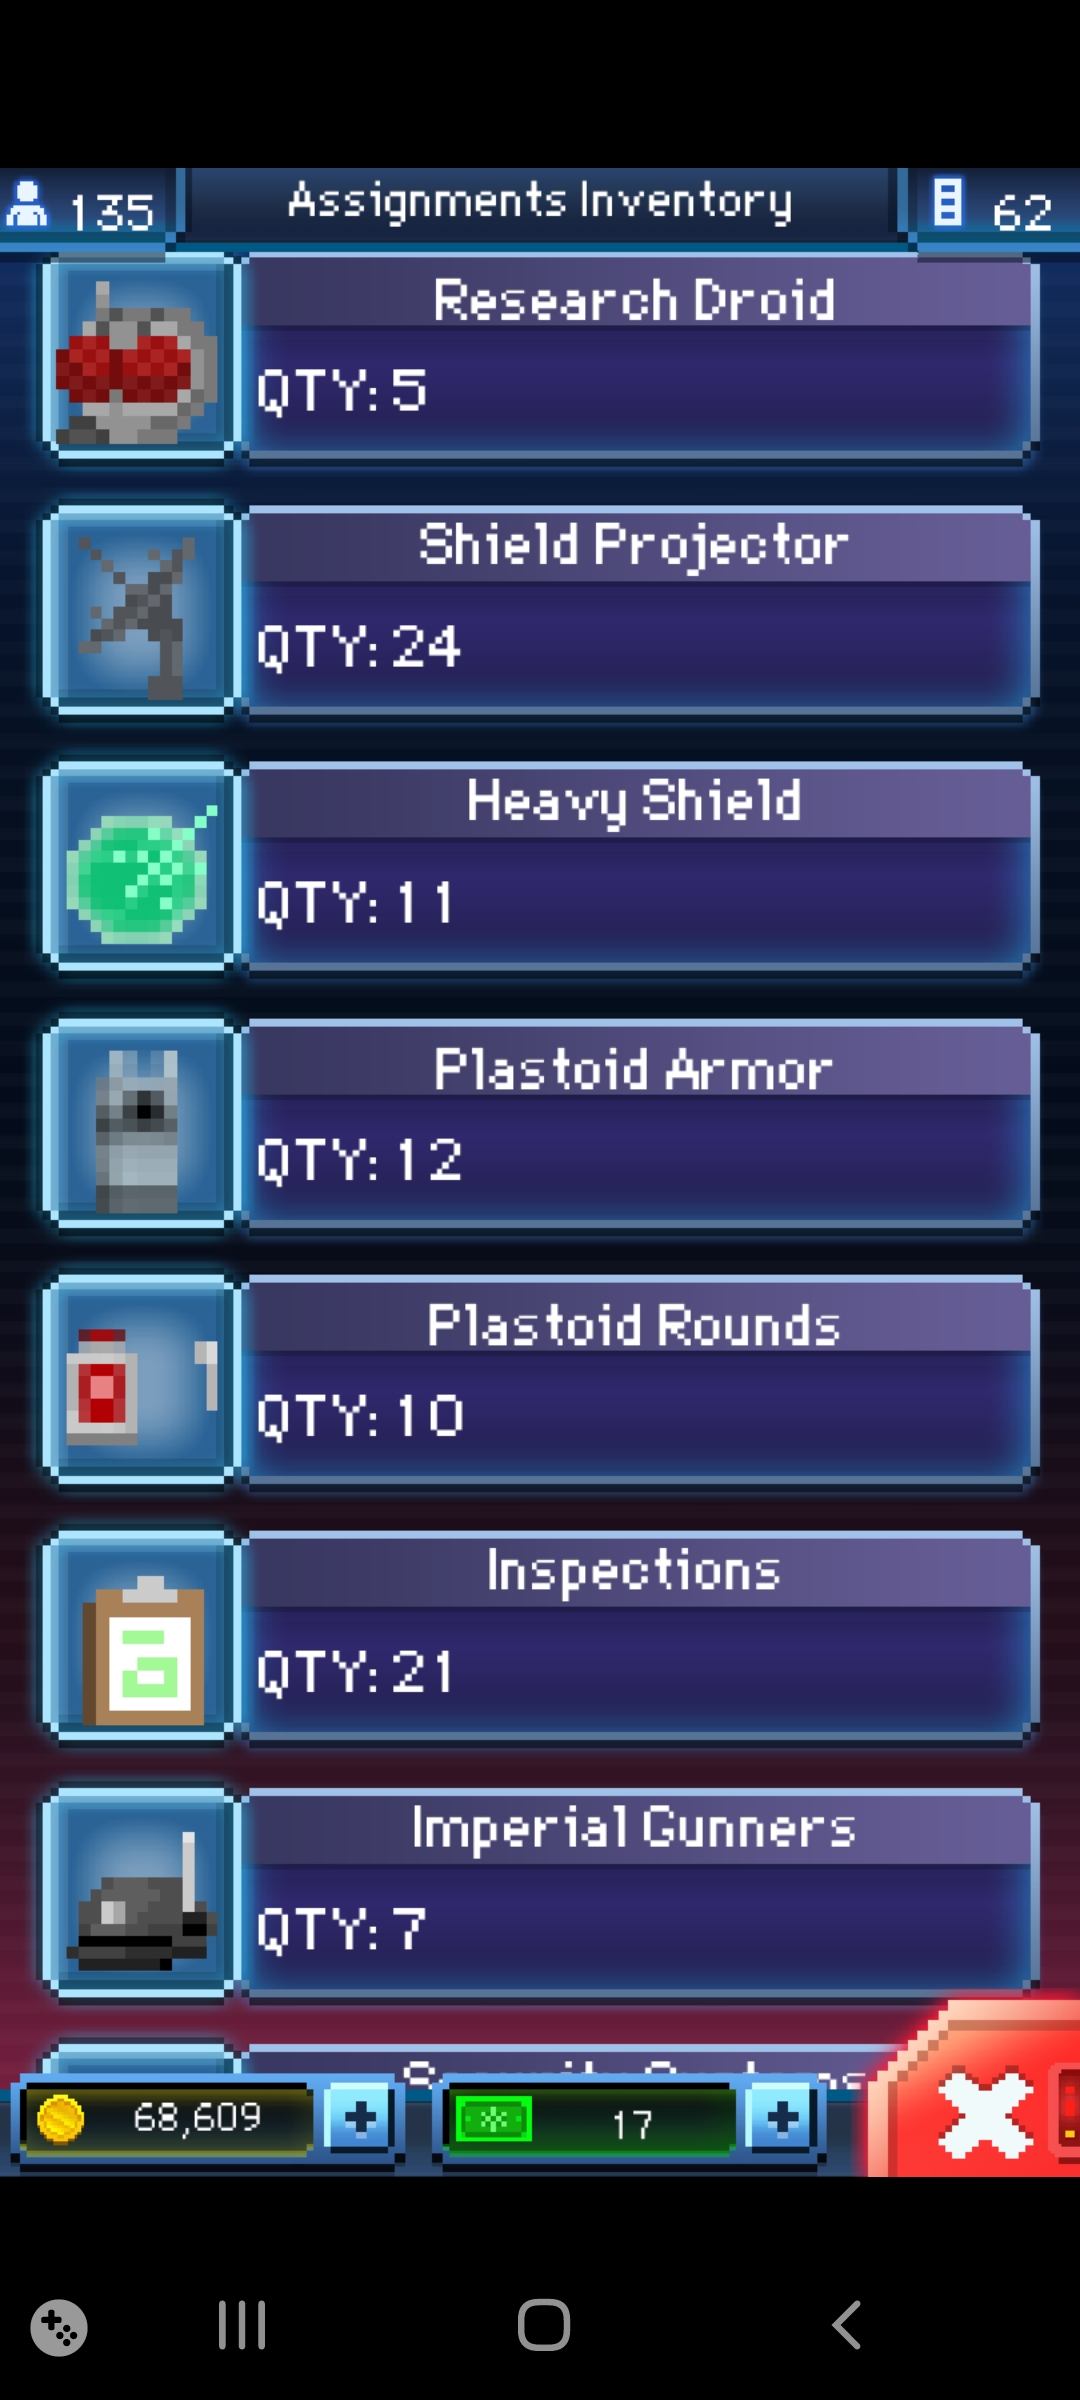 135
Assignments Inventory
62
Research Droid
QTY: 5
Shield Projector
QTY: 24
Heavy Shield
QTY: 11
Plastoid Armor
QTY: 12
Plastoid Rounds
QTY: 10
Inspections
QTY: 21
Imperial Gunners
QTY: 7
68,609
17